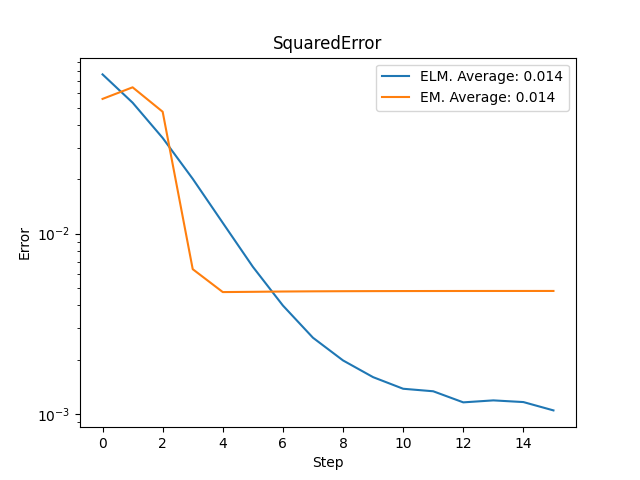 SquaredError
ELM. Average: 0.014
EM. Average: 0.014
Error
10⁻²
10⁻³
0 2 4 6 8 10 12 14
Step